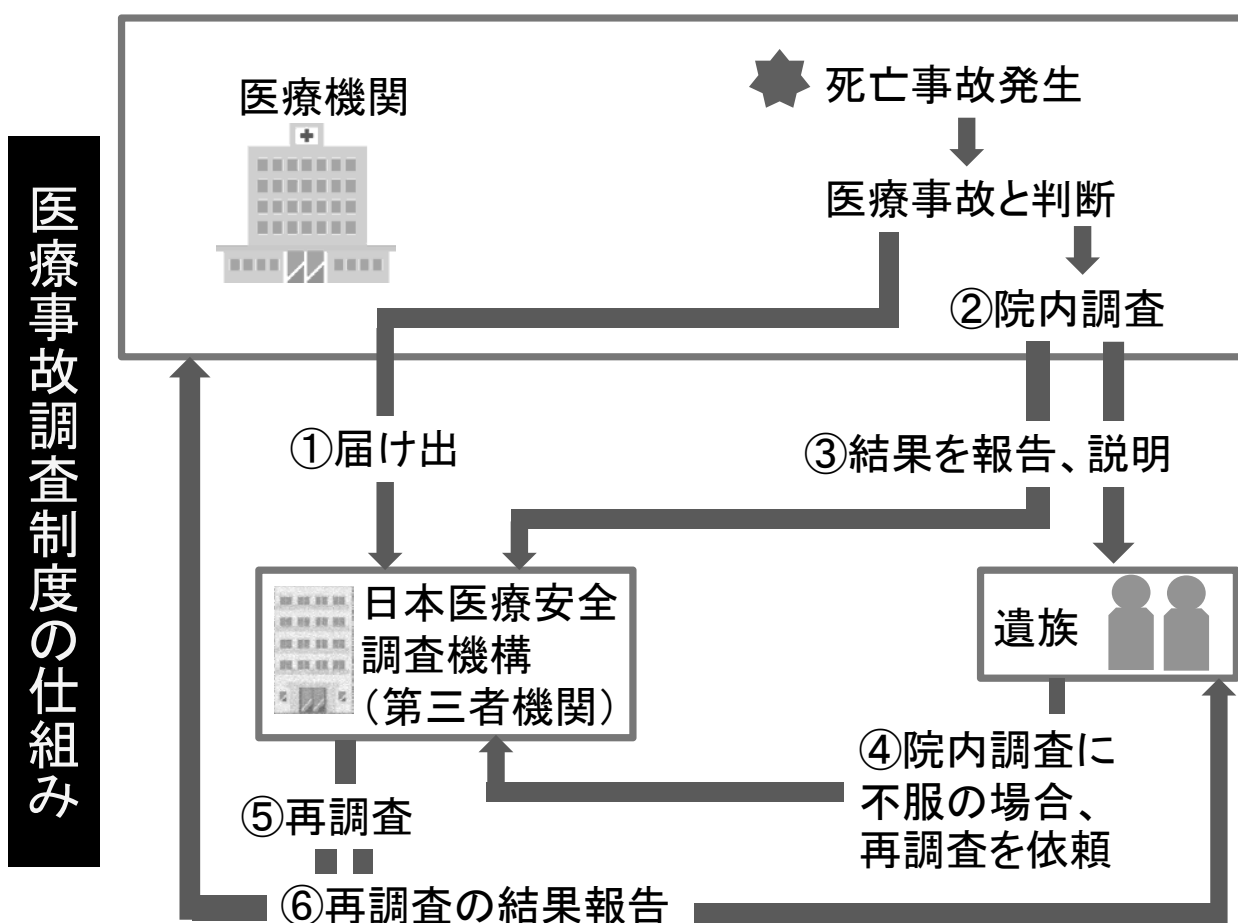 医療事故調査制度の仕組み
医療機関
死亡事故発生
医療事故と判断
②院内調査
①届け出
③結果を報告、説明
日本医療安全
調査機構
（第三者機関）
遺族
④院内調査に
不服の場合、
再調査を依頼
⑤再調査
⑥再調査の結果報告